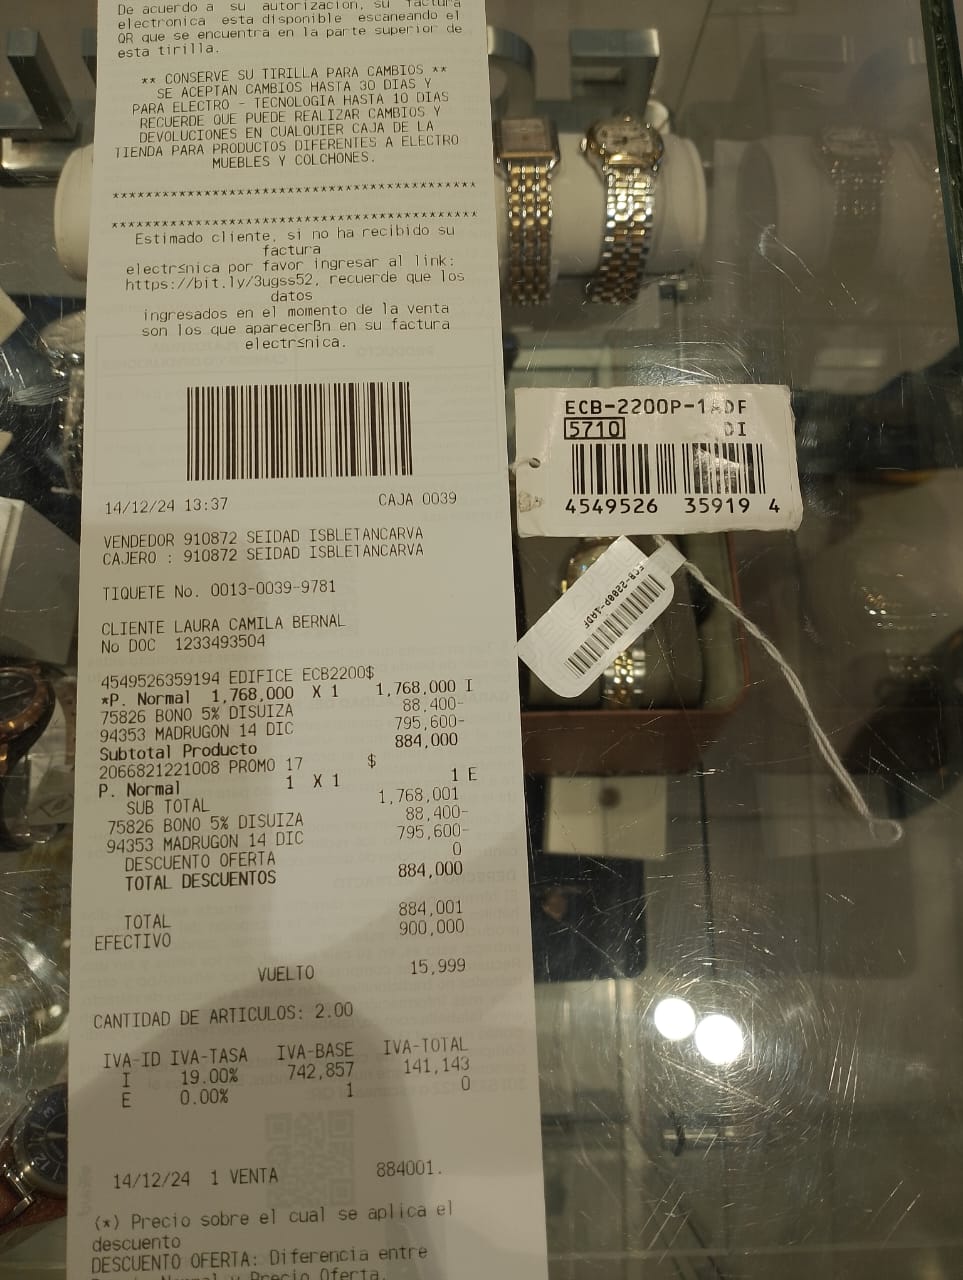 De acuerdo a su autorizacion, su factura
electronica esta disponible escaneando el
QR que se encuentra en la parte superior de
esta tirilla.
** CONSERVE SU TIRILLA PARA CAMBIOS **
SE ACEPTAN CAMBIOS HASTA 30 DIAS Y
PARA ELECTRO - TECNOLOGIA HASTA 10 DIAS
RECUERDE QUE PUEDE REALIZAR CAMBIOS Y
DEVOLUCIONES EN CUALQUIER CAJA DE LA
TIENDA PARA PRODUCTOS DIFERENTES A ELECTRO
MUEBLES Y COLCHONES.
******************************************
******************************************
Estimado cliente, si no ha recibido su
factura
electr≤nica por favor ingresar al link:
https://bit.ly/3ugss52, recuerde que los
datos
ingresados en el momento de la venta
son los que aparecerßn en su factura
electr≤nica.
14/12/24 13:37 CAJA 0039
VENDEDOR 910872 SEIDAD ISBLETANCARVA
CAJERO : 910872 SEIDAD ISBLETANCARVA
TIQUETE No. 0013-0039-9781
CLIENTE LAURA CAMILA BERNAL
No DOC 1233493504
4549526359194 EDIFICE ECB2200$
*P. Normal 1,768,000 X 1 1,768,000 I
75826 BONO 5% DISUIZA 88,400-
94353 MADRUGON 14 DIC 795,600-
Subtotal Producto 884,000
2066821221008 PROMO 17 $
P. Normal 1 X 1 1 E
SUB TOTAL 1,768,001
75826 BONO 5% DISUIZA 88,400-
94353 MADRUGON 14 DIC 795,600-
DESCUENTO OFERTA 0
TOTAL DESCUENTOS 884,000
TOTAL 884,001
EFECTIVO 900,000
VUELTO 15,999
CANTIDAD DE ARTICULOS: 2.00
IVA-ID IVA-TASA IVA-BASE IVA-TOTAL
I 19.00% 742,857 141,143
E 0.00% 1 0
14/12/24 1 VENTA 884001.
(*) Precio sobre el cual se aplica el
descuento
DESCUENTO OFERTA: Diferencia entre
Precio Normal y Precio Oferta.
ECB-2200P-1ADF
5710 DI
4549526 35919 4
ECB-2200P-1ADF